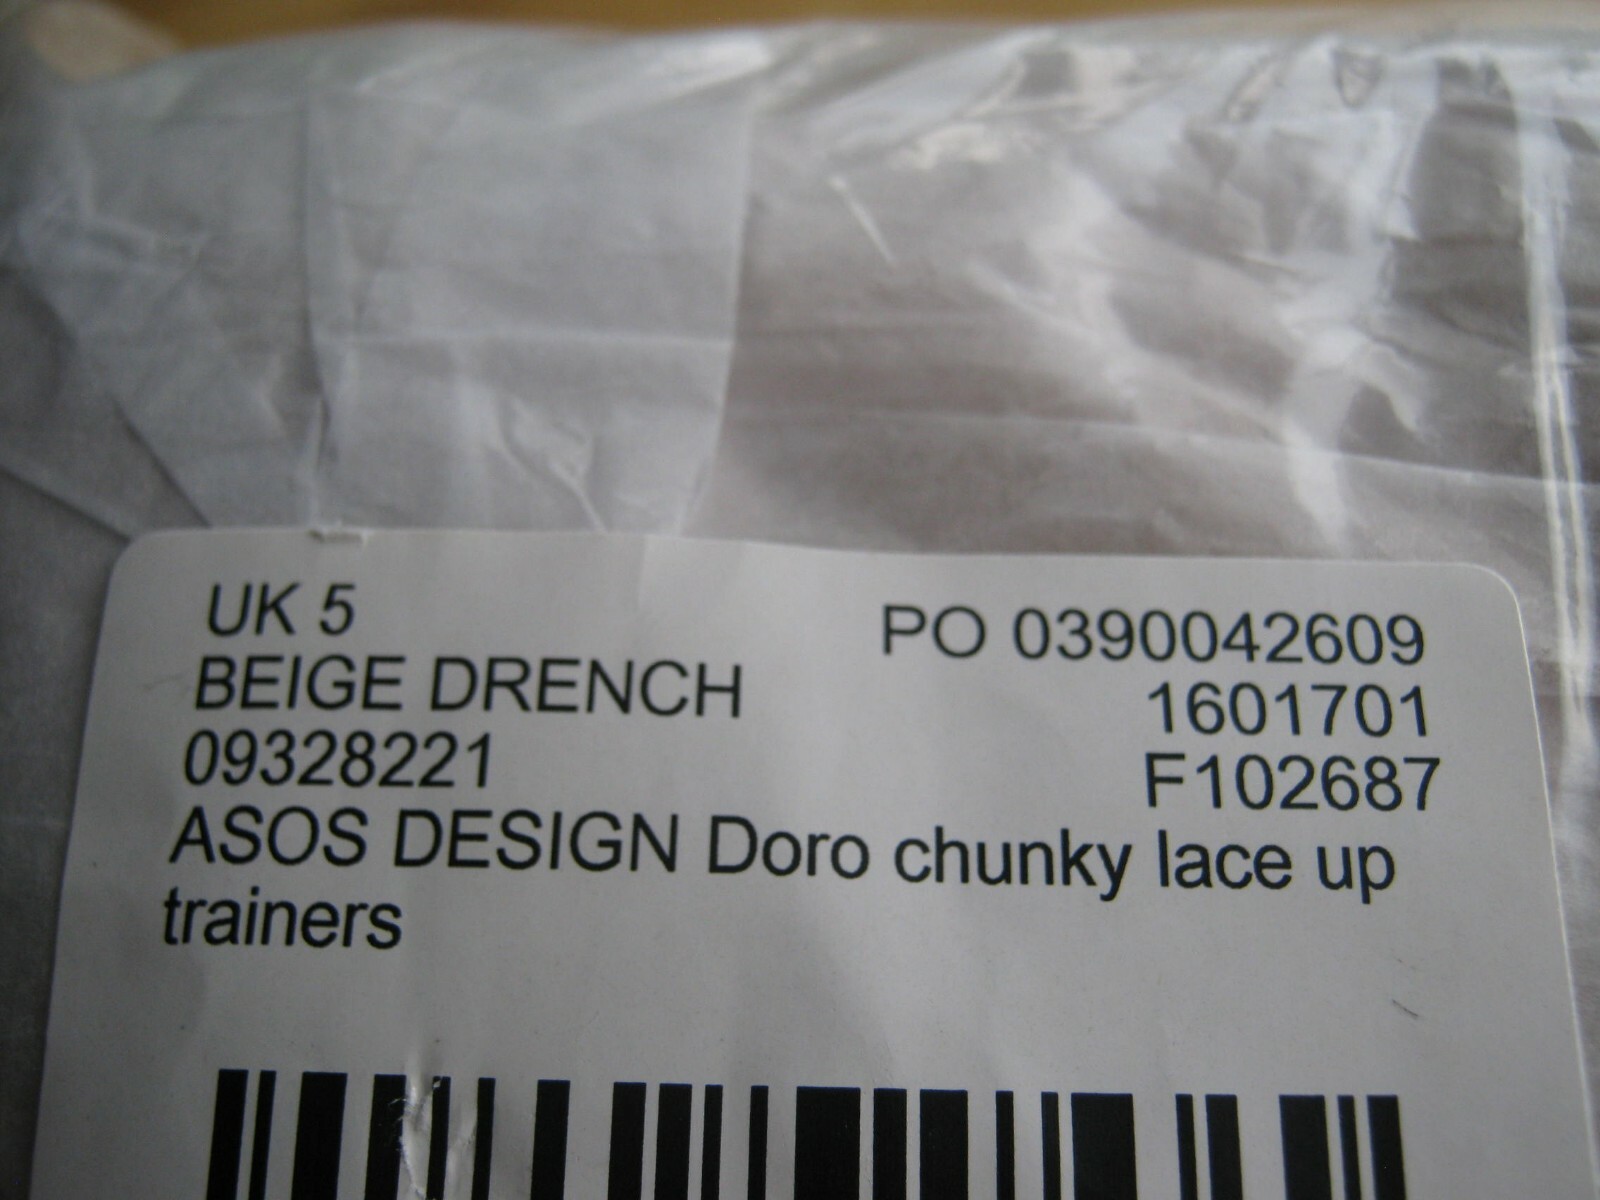 UK 5
BEIGE DRENCH
09328221
PO 0390042609
1601701
F102687
ASOS DESIGN Doro chunky lace up
trainers